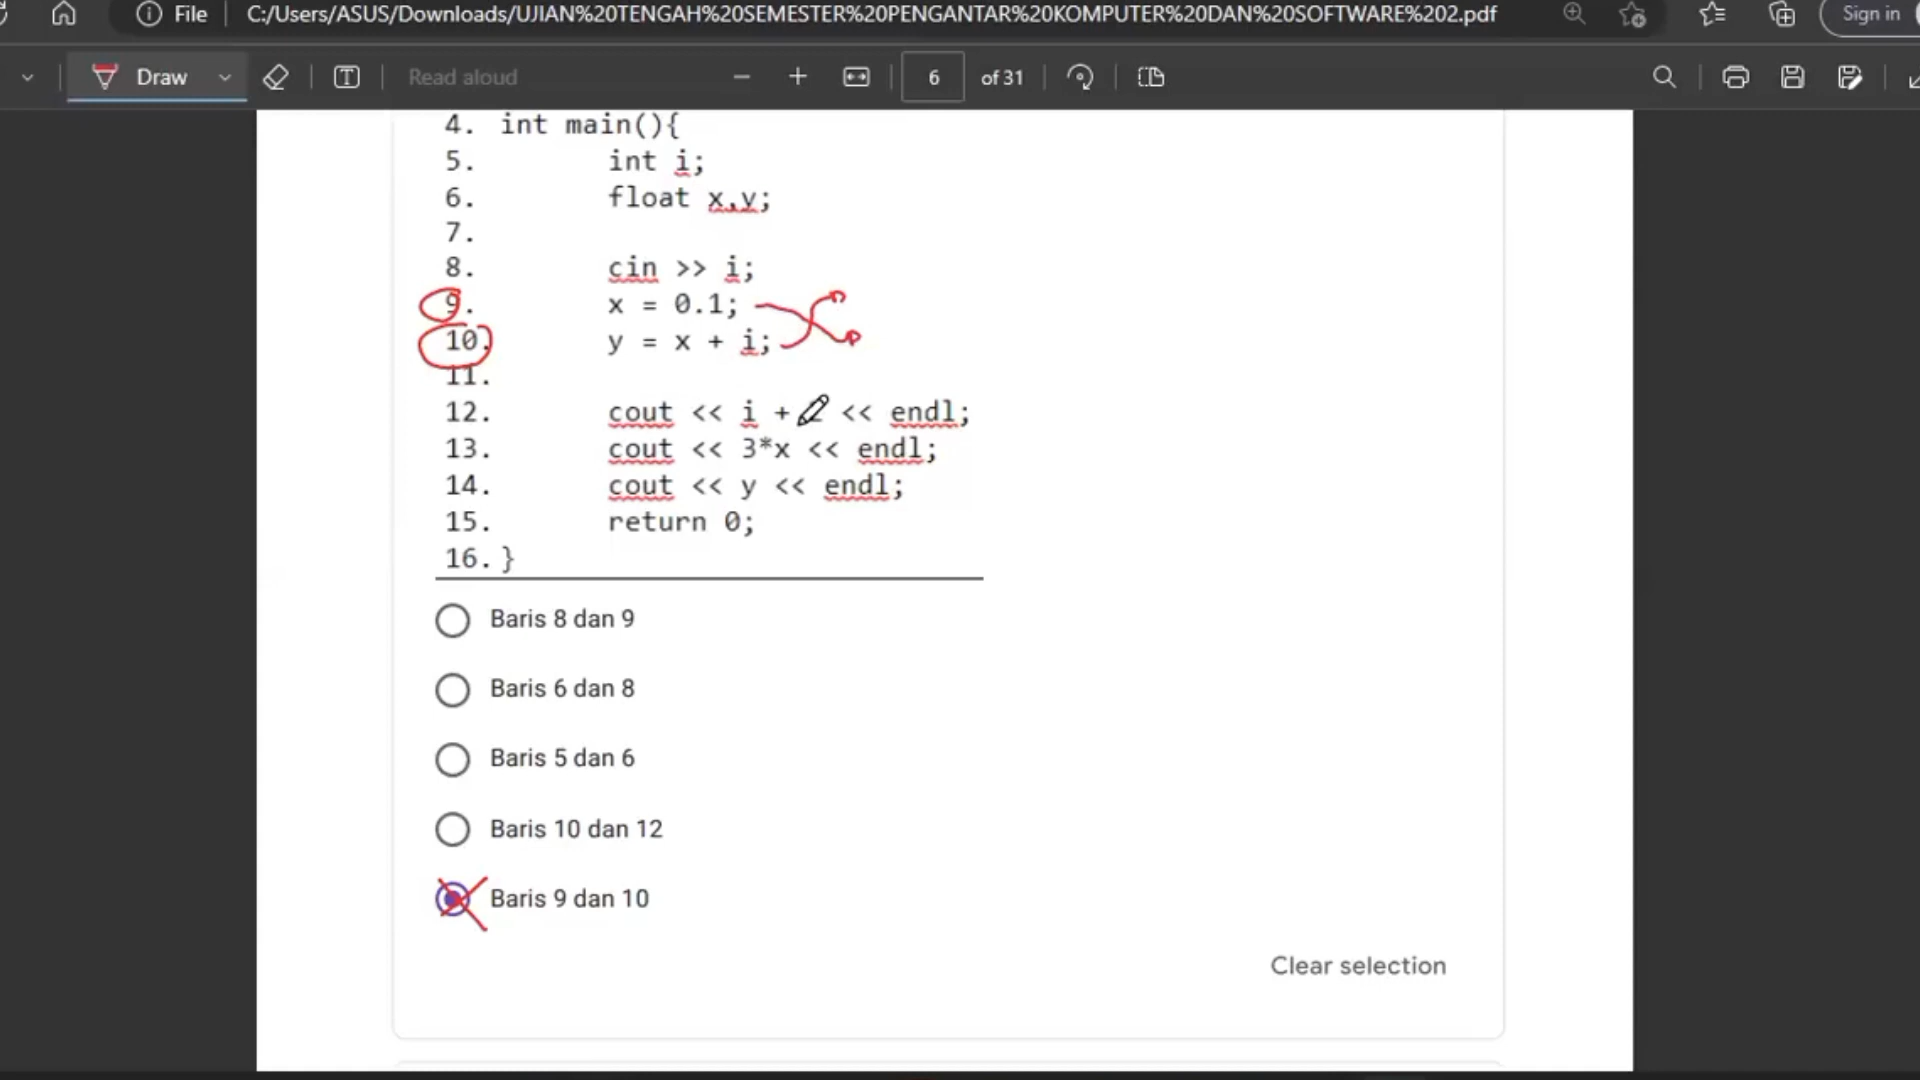 File C:/Users/ASUS/Downloads/UJIAN%20TENGAH%20SEMESTER%20PENGANTAR%20KOMPUTER%20DAN%20SOFTWARE%202.pdf Sign in
Draw Read aloud 6 of 31
4. int main(){
5. int i;
6. float x,y;
7.
8. cin >> i;
9. x = 0.1;
10. y = x + i;
11.
12. cout << i + << endl;
13. cout << 3*x << endl;
14. cout << y << endl;
15. return 0;
16. }
Baris 8 dan 9
Baris 6 dan 8
Baris 5 dan 6
Baris 10 dan 12
Baris 9 dan 10
Clear selection